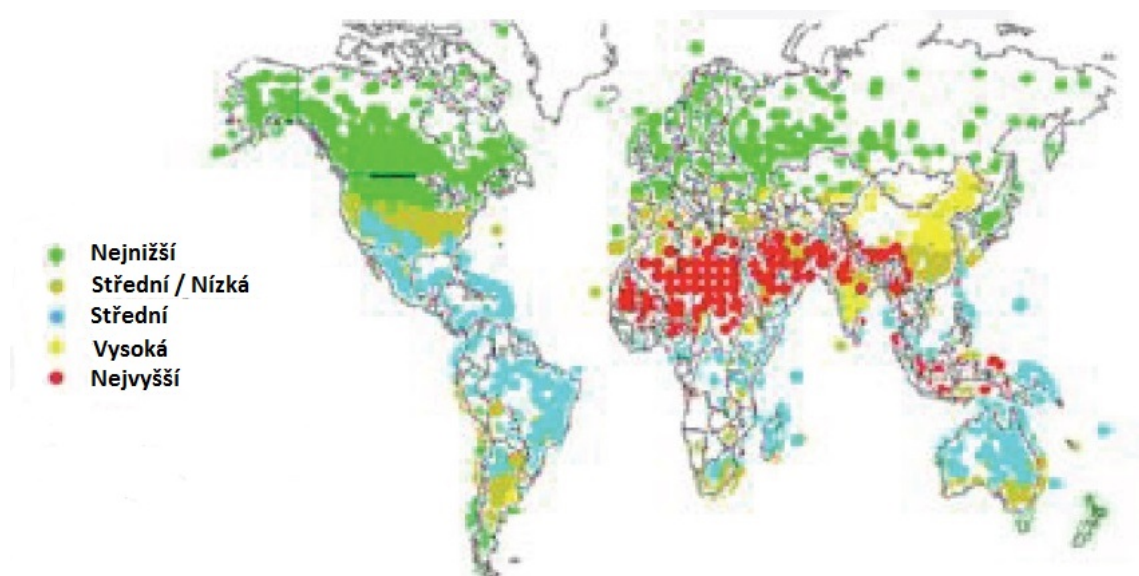 Nejnižší
Střední / Nízká
Střední
Vysoká
Nejvyšší